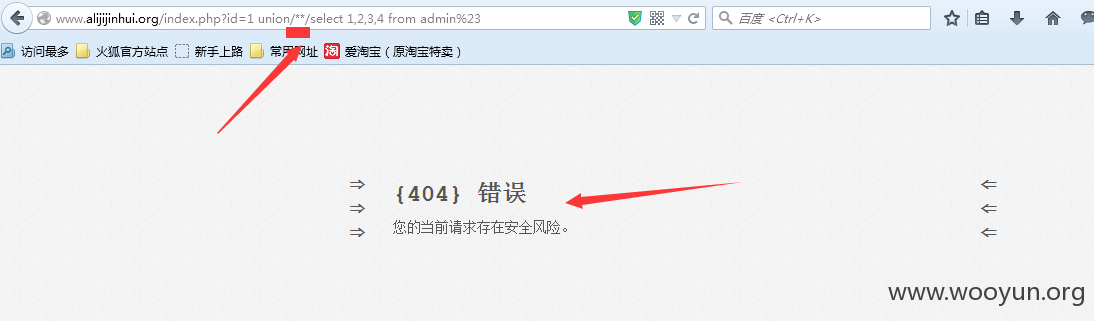 www.alijijinhui.org/index.php?id=1 union/**/select 1,2,3,4 from admin%23
百度 <Ctrl+K>
访问最多 火狐官方站点 新手上路 常用网址 淘 爱淘宝（原淘宝特卖）
⇒ {404} 错误 ⇐
⇒ 您的当前请求存在安全风险。 ⇐
⇒ ⇐
www.wooyun.org